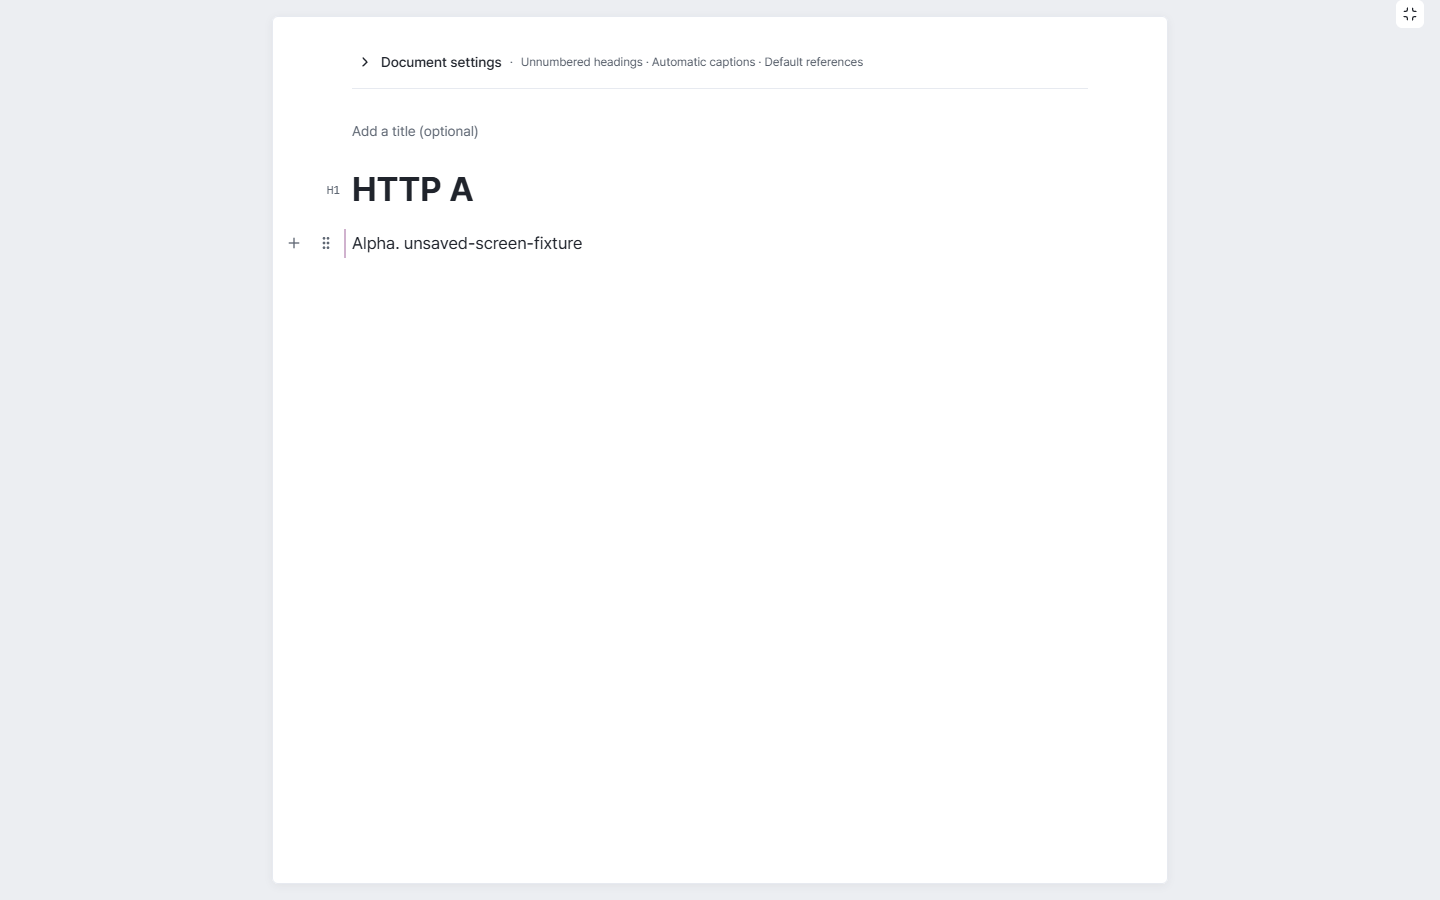 Document settings · Unnumbered headings · Automatic captions · Default references
Add a title (optional)
H1 HTTP A
Alpha. unsaved-screen-fixture